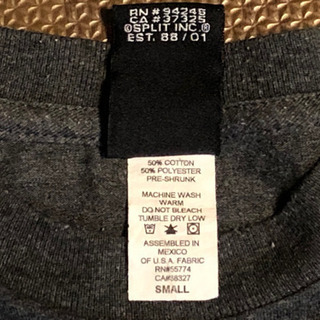 RN#94246
CA#37325
©SPLIT INC.®
EST. 88/01
50% COTTON
50% POLYESTER
PRE-SHRUNK
MACHINE WASH
WARM
DO NOT BLEACH
TUMBLE DRY LOW
ASSEMBLED IN
MEXICO
OF U.S.A. FABRIC
RN#55774
CA#58327
SMALL